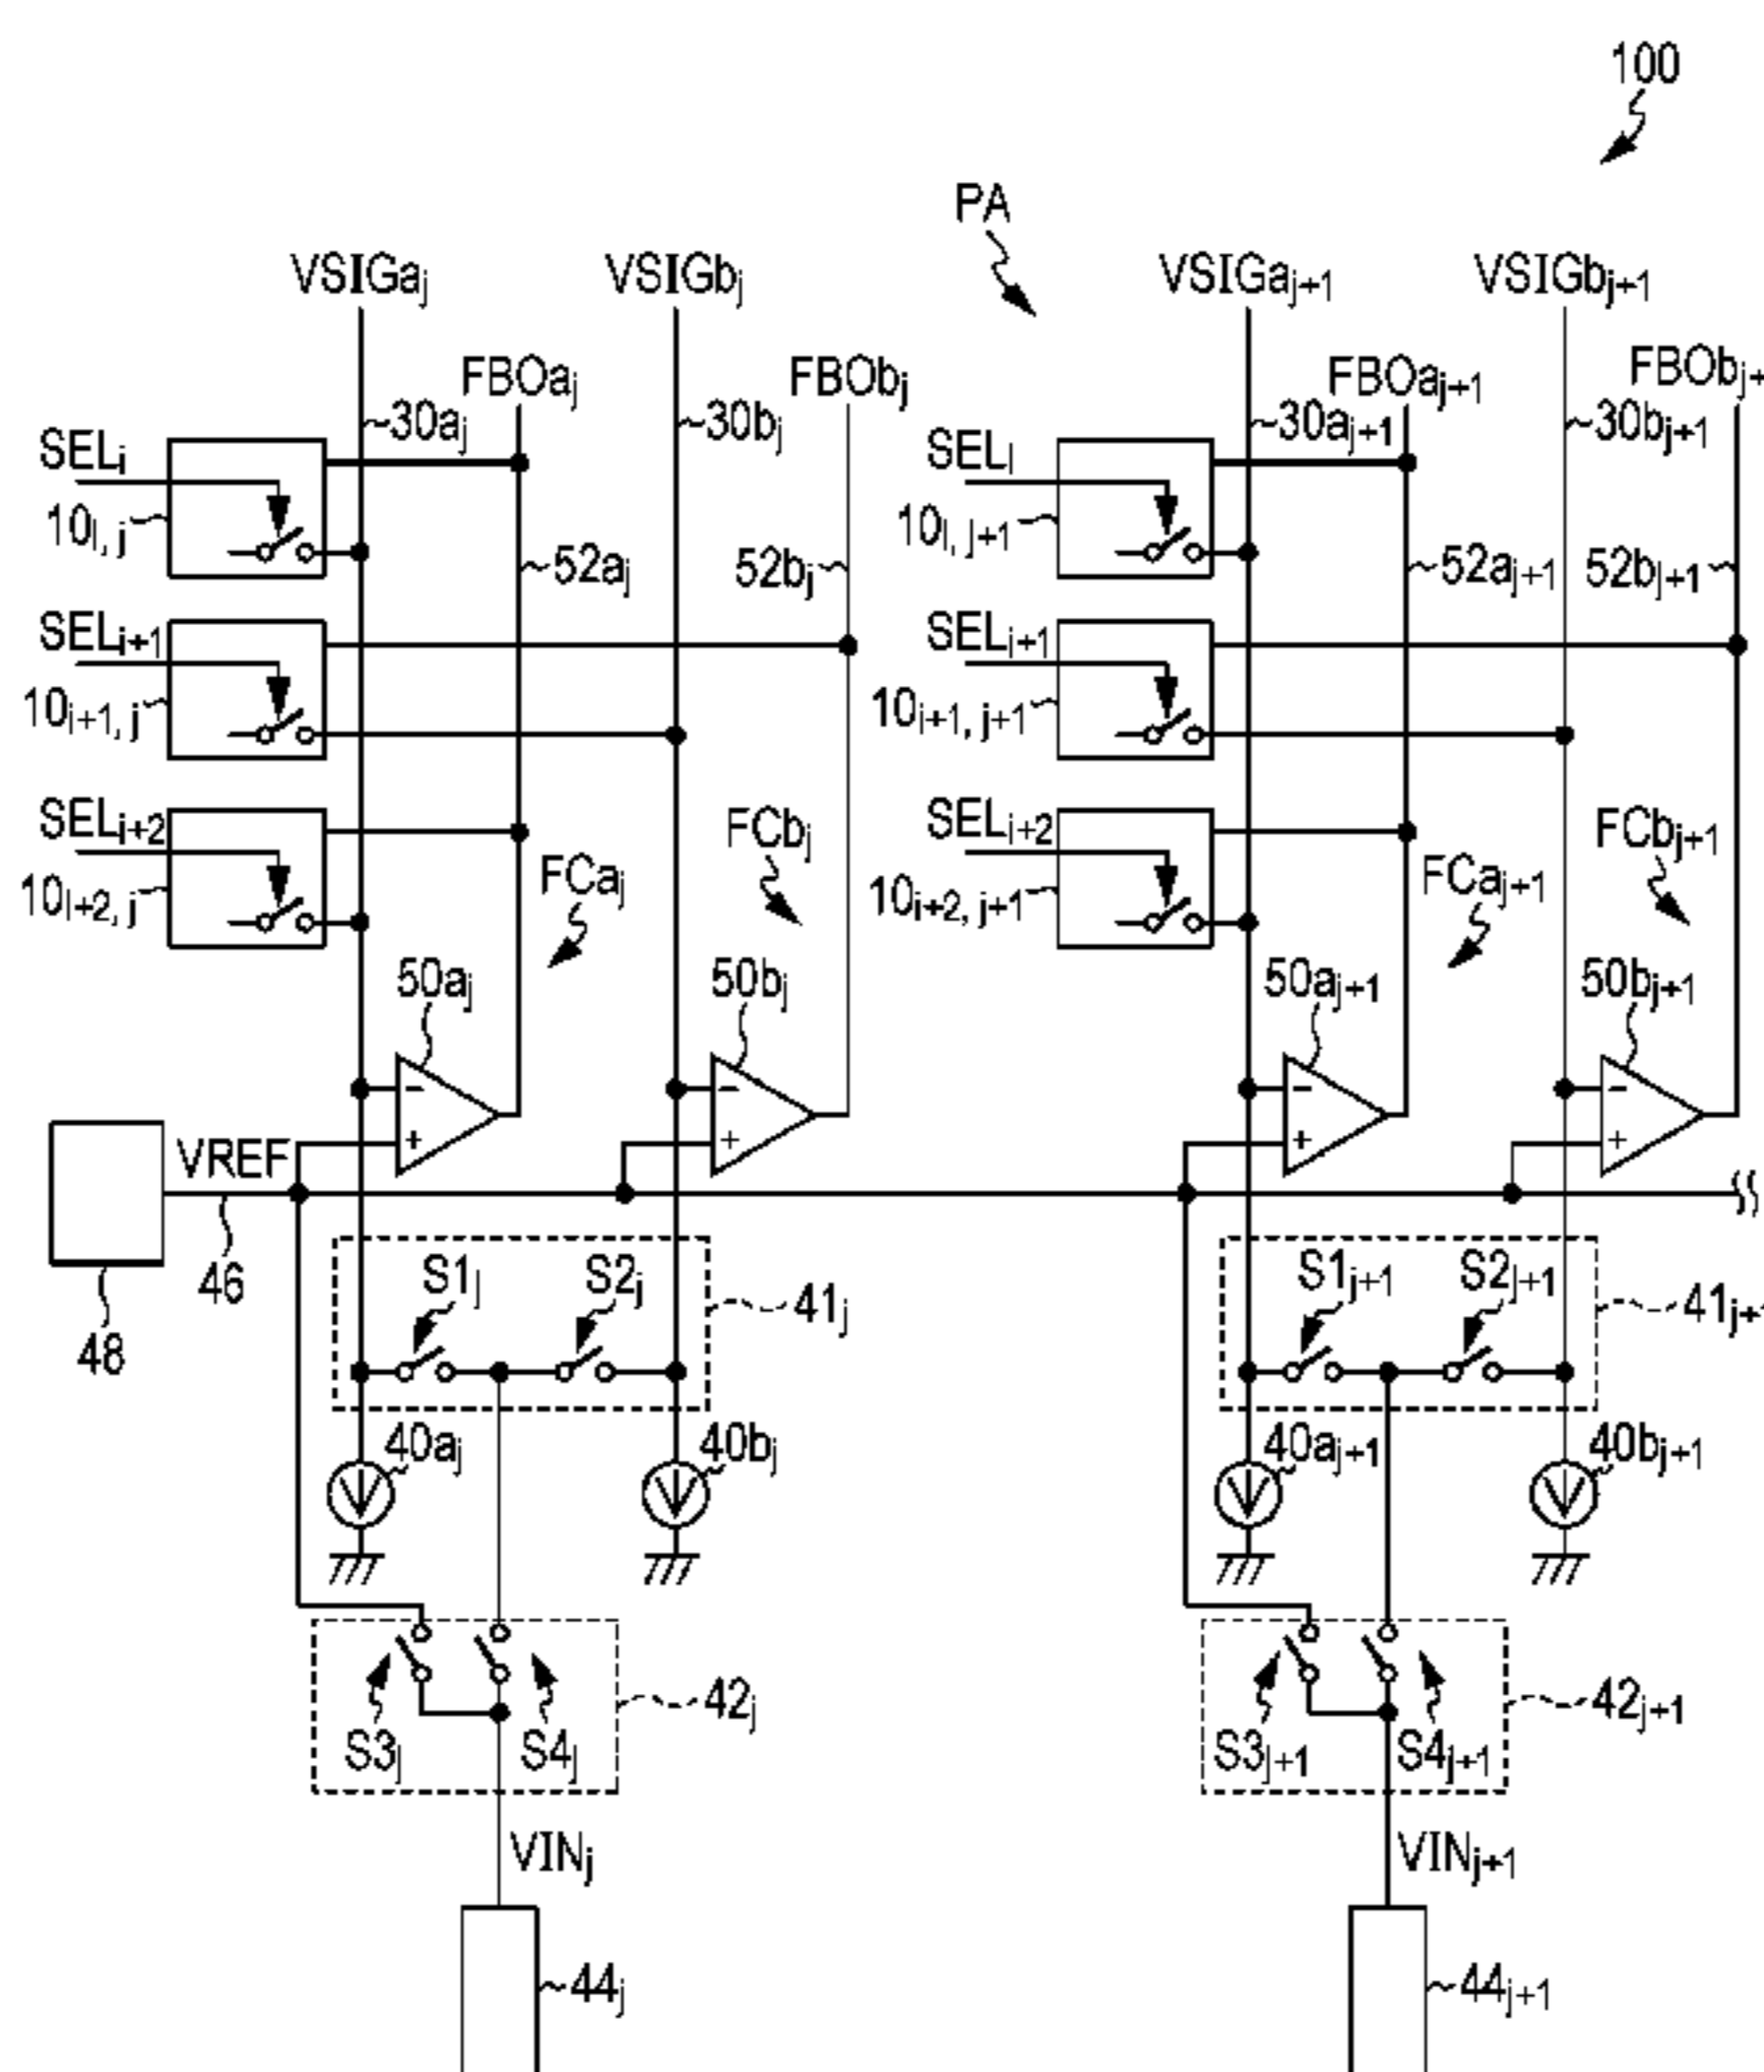 100
PA
VSIGaj VSIGbj VSIGaj+1 VSIGbj+1
FBOaj FBObj FBOaj+1 FBObj+
30aj 30bj 30aj+1 30bj+1
SELi SELi
10i, j 10i, j+1
52aj 52bj 52aj+1 52bj+1
SELi+1 SELi+1
10i+1, j 10i+1, j+1
SELi+2 FCbj SELi+2 FCbj+1
10i+2, j FCaj 10i+2, j+1 FCaj+1
50aj 50bj 50aj+1 50bj+1
- - - -
+ + + +
VREF
46
48
S1j S2j 41j S1j+1 S2j+1 41j+1
40aj 40bj 40aj+1 40bj+1
S3j S4j 42j S3j+1 S4j+1 42j+1
VINj VINj+1
44j 44j+1